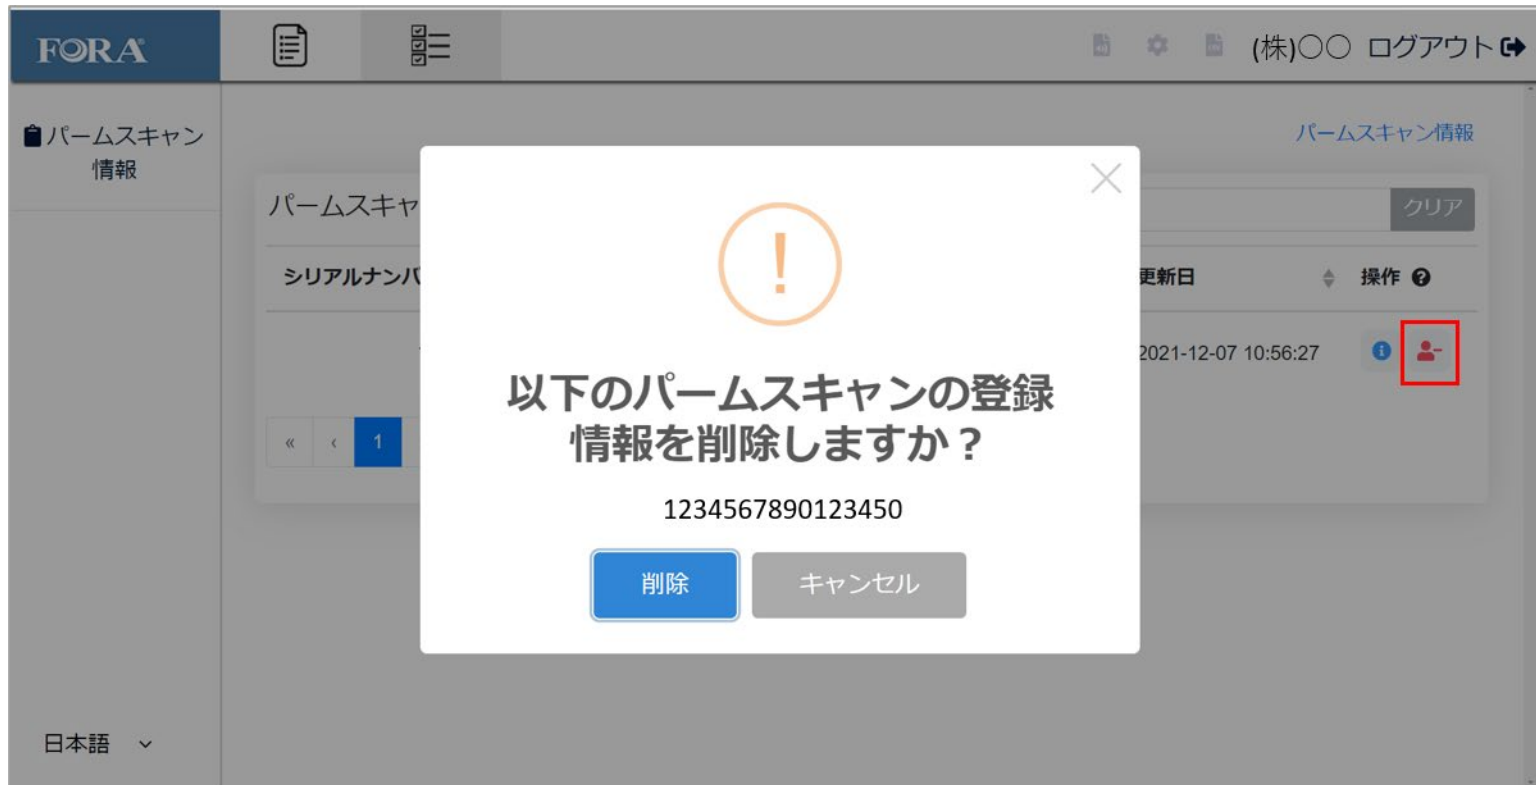 FORA
(株)〇〇 ログアウト
パームスキャン
情報
パームスキャン情報
パームスキャ
クリア
シリアルナンバ
更新日
操作
2021-12-07 10:56:27
« ‹ 1
!
以下のパームスキャンの登録
情報を削除しますか？
1234567890123450
削除 キャンセル
日本語